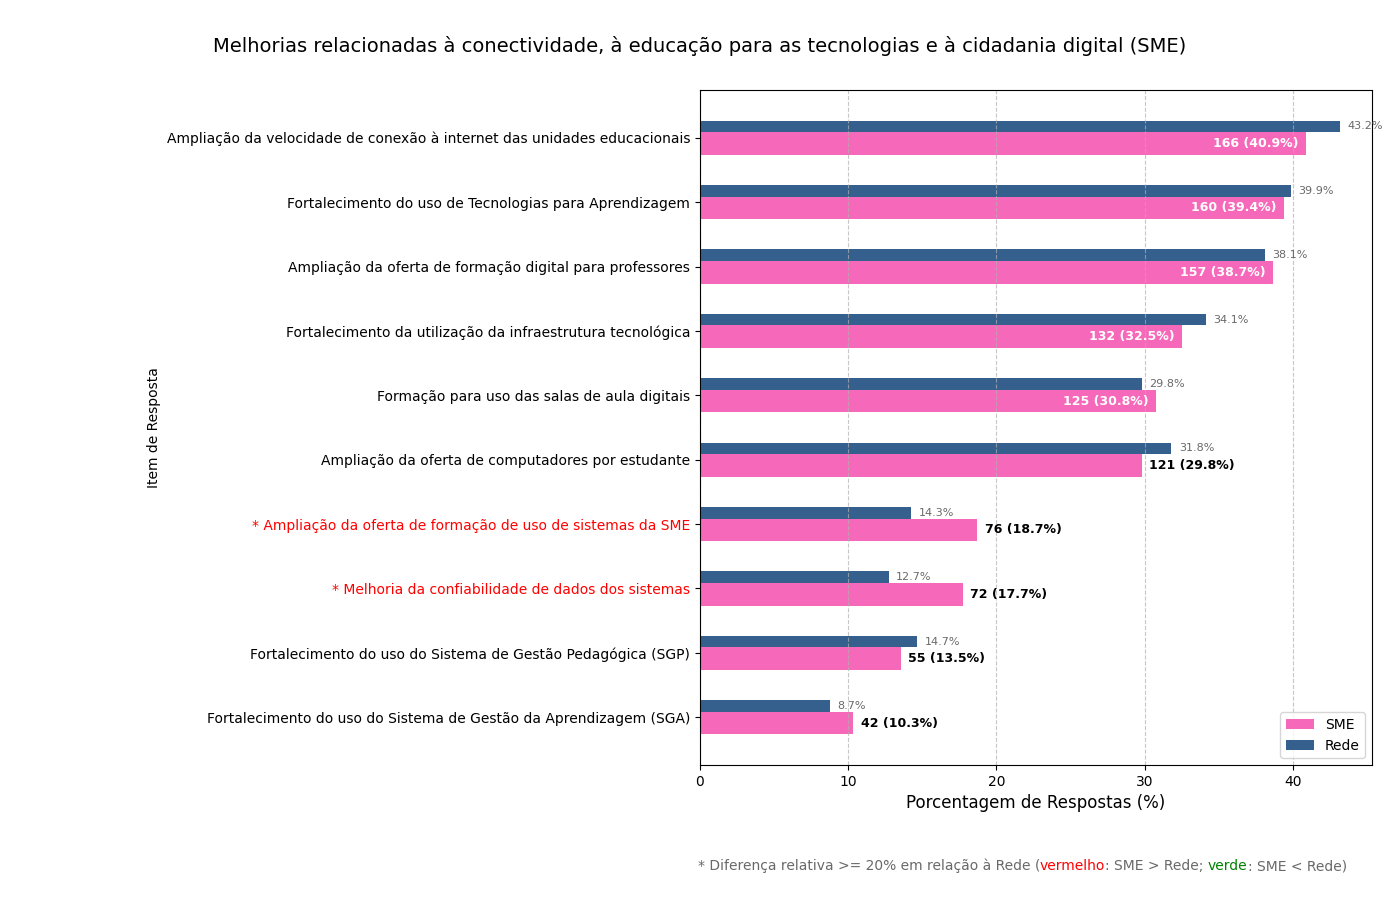 Melhorias relacionadas à conectividade, à educação para as tecnologias e à cidadania digital (SME)
Item de Resposta
Ampliação da velocidade de conexão à internet das unidades educacionais
43.2%
166 (40.9%)
Fortalecimento do uso de Tecnologias para Aprendizagem
39.9%
160 (39.4%)
Ampliação da oferta de formação digital para professores
38.1%
157 (38.7%)
Fortalecimento da utilização da infraestrutura tecnológica
34.1%
132 (32.5%)
Formação para uso das salas de aula digitais
29.8%
125 (30.8%)
Ampliação da oferta de computadores por estudante
31.8%
121 (29.8%)
* Ampliação da oferta de formação de uso de sistemas da SME
14.3%
76 (18.7%)
* Melhoria da confiabilidade de dados dos sistemas
12.7%
72 (17.7%)
Fortalecimento do uso do Sistema de Gestão Pedagógica (SGP)
14.7%
55 (13.5%)
Fortalecimento do uso do Sistema de Gestão da Aprendizagem (SGA)
8.7%
42 (10.3%)
SME
Rede
0 10 20 30 40
Porcentagem de Respostas (%)
* Diferença relativa >= 20% em relação à Rede (vermelho: SME > Rede; verde: SME < Rede)